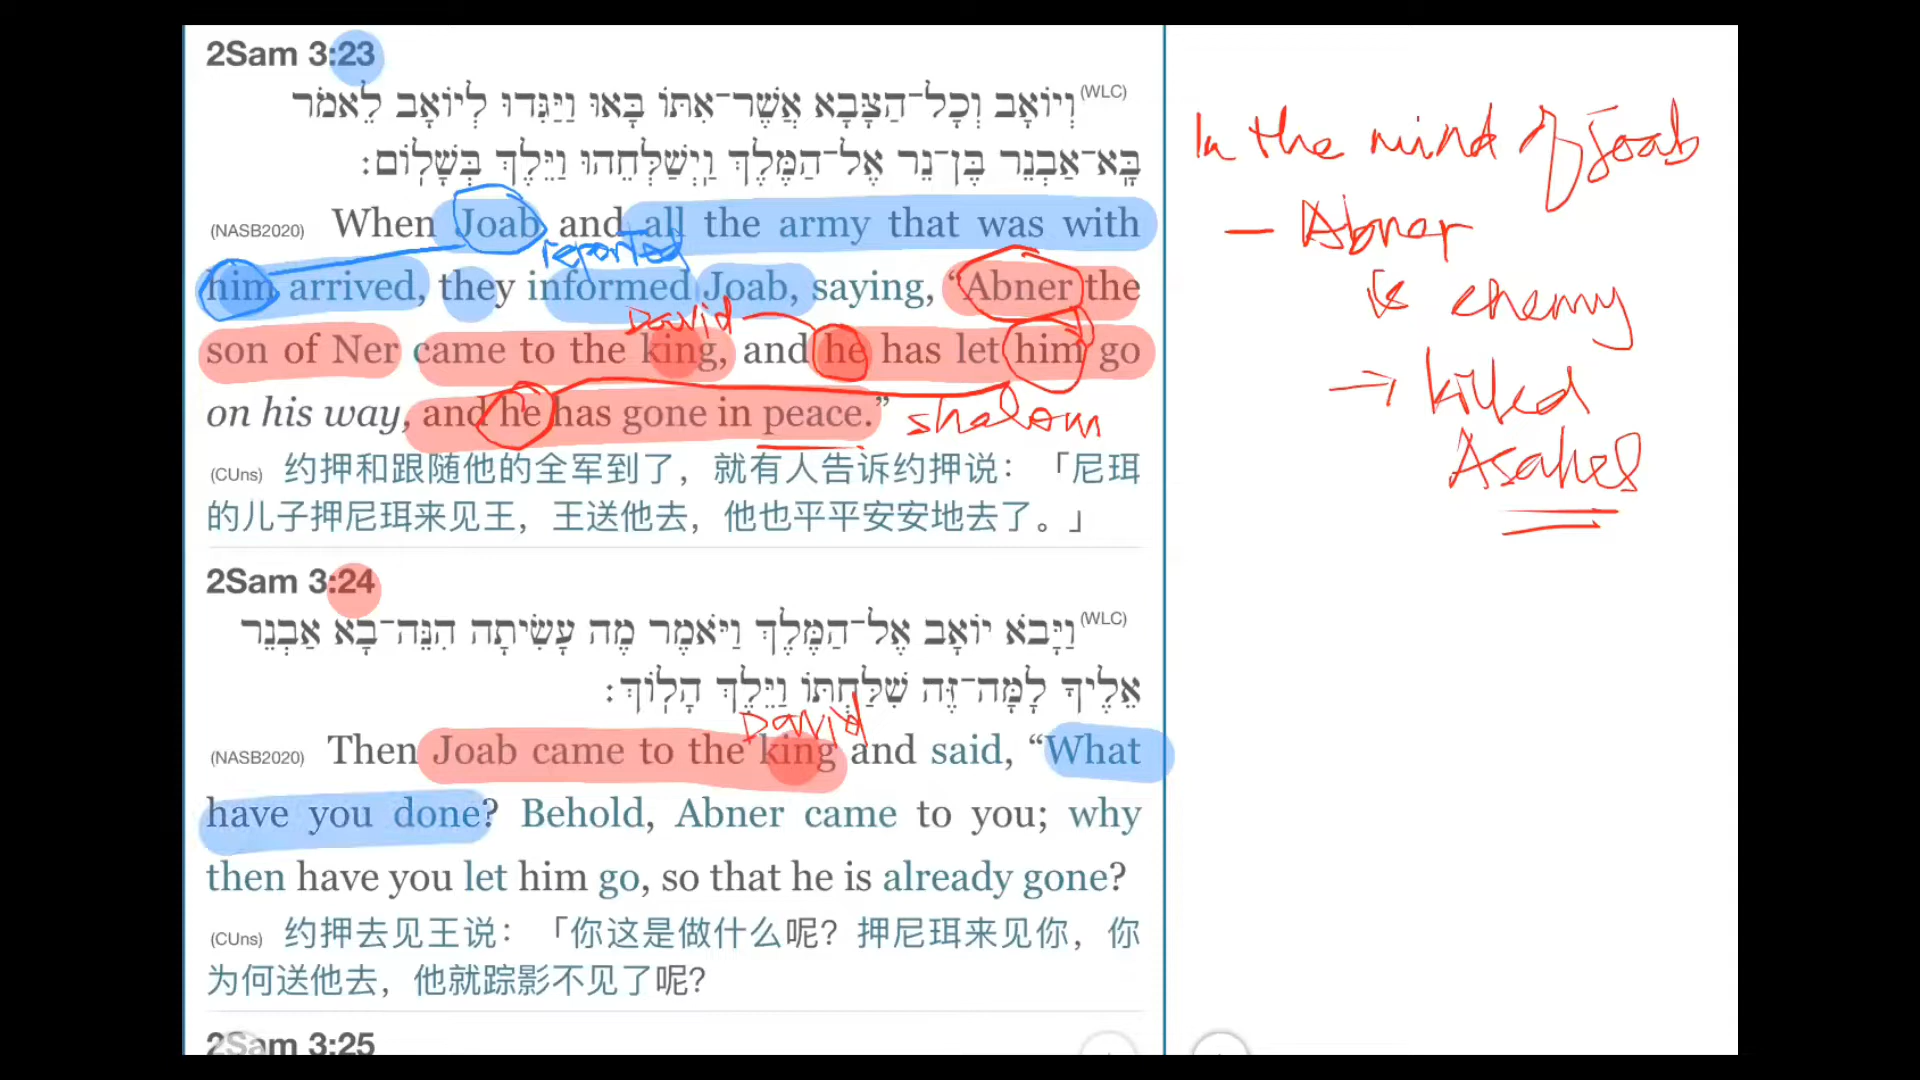 2Sam 3:23
(WLC) וְיוֹאָב וְכָל־הַצָּבָא אֲשֶׁר־אִתּוֹ בָּאוּ וַיַּגִּדוּ לְיוֹאָב לֵאמֹר
בָּֽא־אַבְנֵר בֶּן־נֵר אֶל־הַמֶּלֶךְ וַֽיְשַׁלְּחֵהוּ וַיֵּלֶךְ בְּשָׁלֽוֹם׃
(NASB2020) When Joab and all the army that was with
reported
him arrived, they informed Joab, saying, “Abner the
David
son of Ner came to the king, and he has let him go
on his way, and he has gone in peace.” shalom
(CUns) 约押和跟随他的全军到了，就有人告诉约押说：「尼珥
的儿子押尼珥来见王，王送他去，他也平平安安地去了。」
2Sam 3:24
(WLC) וַיָּבֹא יוֹאָב אֶל־הַמֶּלֶךְ וַיֹּאמֶר מֶה עָשִׂיתָה הִנֵּה־בָא אַבְנֵר
אֵלֶיךָ לָמָּה־זֶּה שִׁלַּחְתּוֹ וַיֵּלֶךְ הָלֽוֹךְ׃
David
(NASB2020) Then Joab came to the king and said, “What
have you done? Behold, Abner came to you; why
then have you let him go, so that he is already gone?
(CUns) 约押去见王说：「你这是做什么呢？押尼珥来见你，你
为何送他去，他就踪影不见了呢？
2Sam 3:25
In the mind of Joab
- Abner
is enemy
→ killed
Asahel